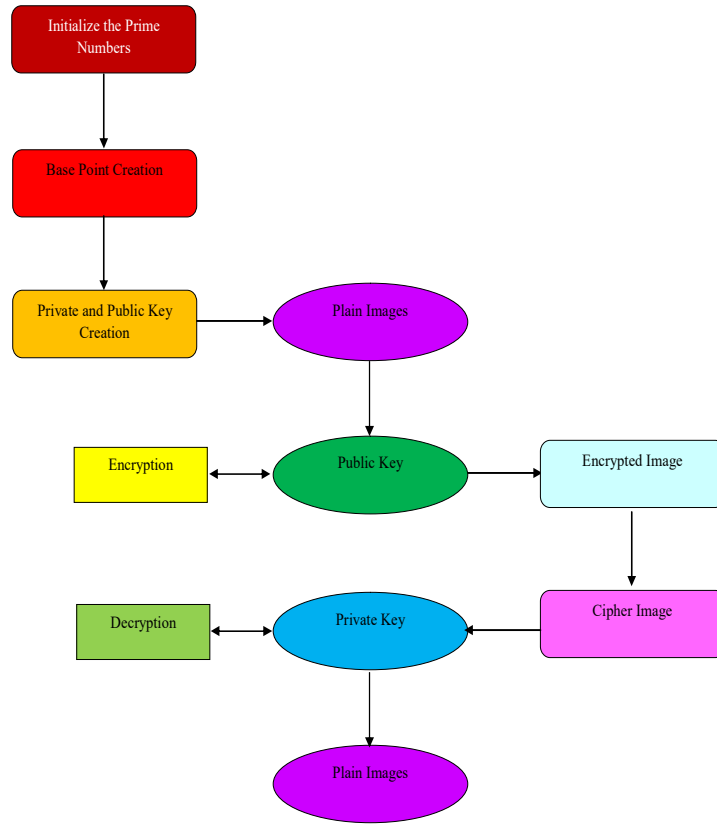 Initialize the Prime
Numbers
Base Point Creation
Private and Public Key
Creation
Plain Images
Encryption
Public Key
Encrypted Image
Decryption
Private Key
Cipher Image
Plain Images